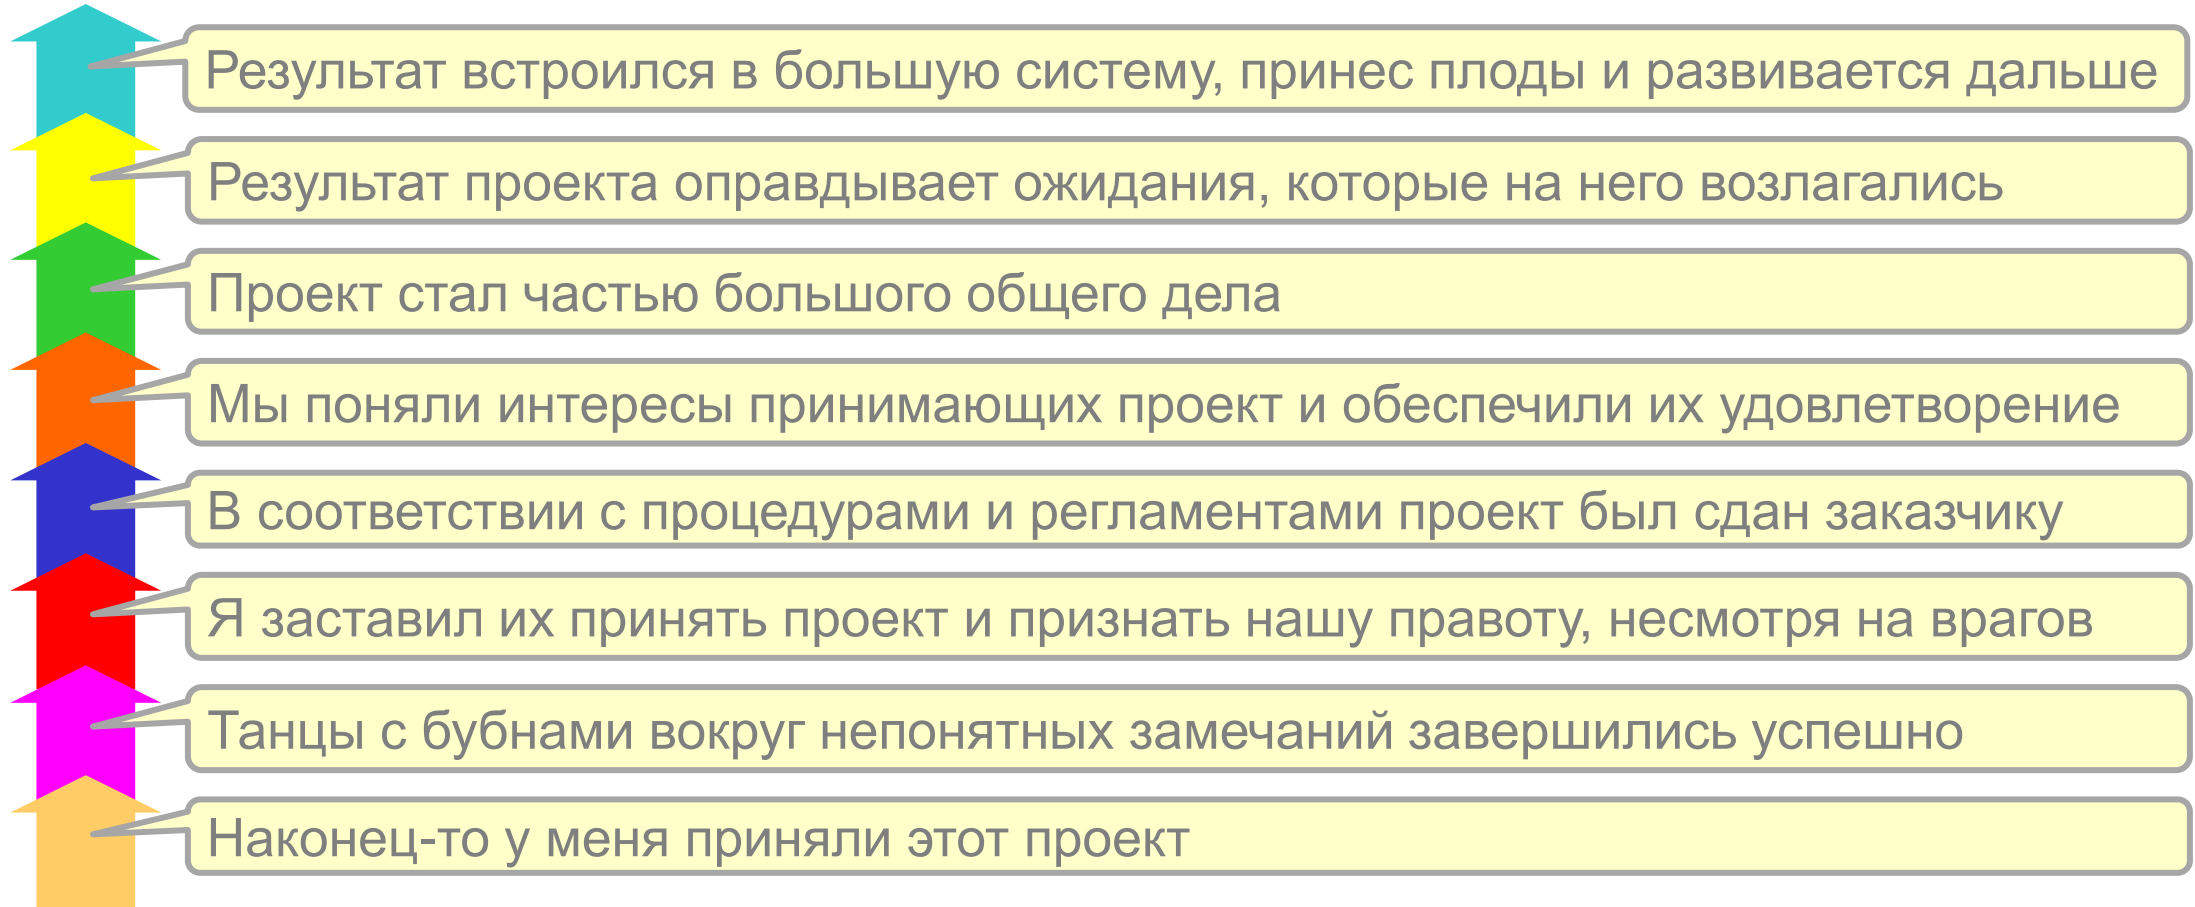 Результат встроился в большую систему, принес плоды и развивается дальше
Результат проекта оправдывает ожидания, которые на него возлагались
Проект стал частью большого общего дела
Мы поняли интересы принимающих проект и обеспечили их удовлетворение
В соответствии с процедурами и регламентами проект был сдан заказчику
Я заставил их принять проект и признать нашу правоту, несмотря на врагов
Танцы с бубнами вокруг непонятных замечаний завершились успешно
Наконец-то у меня приняли этот проект